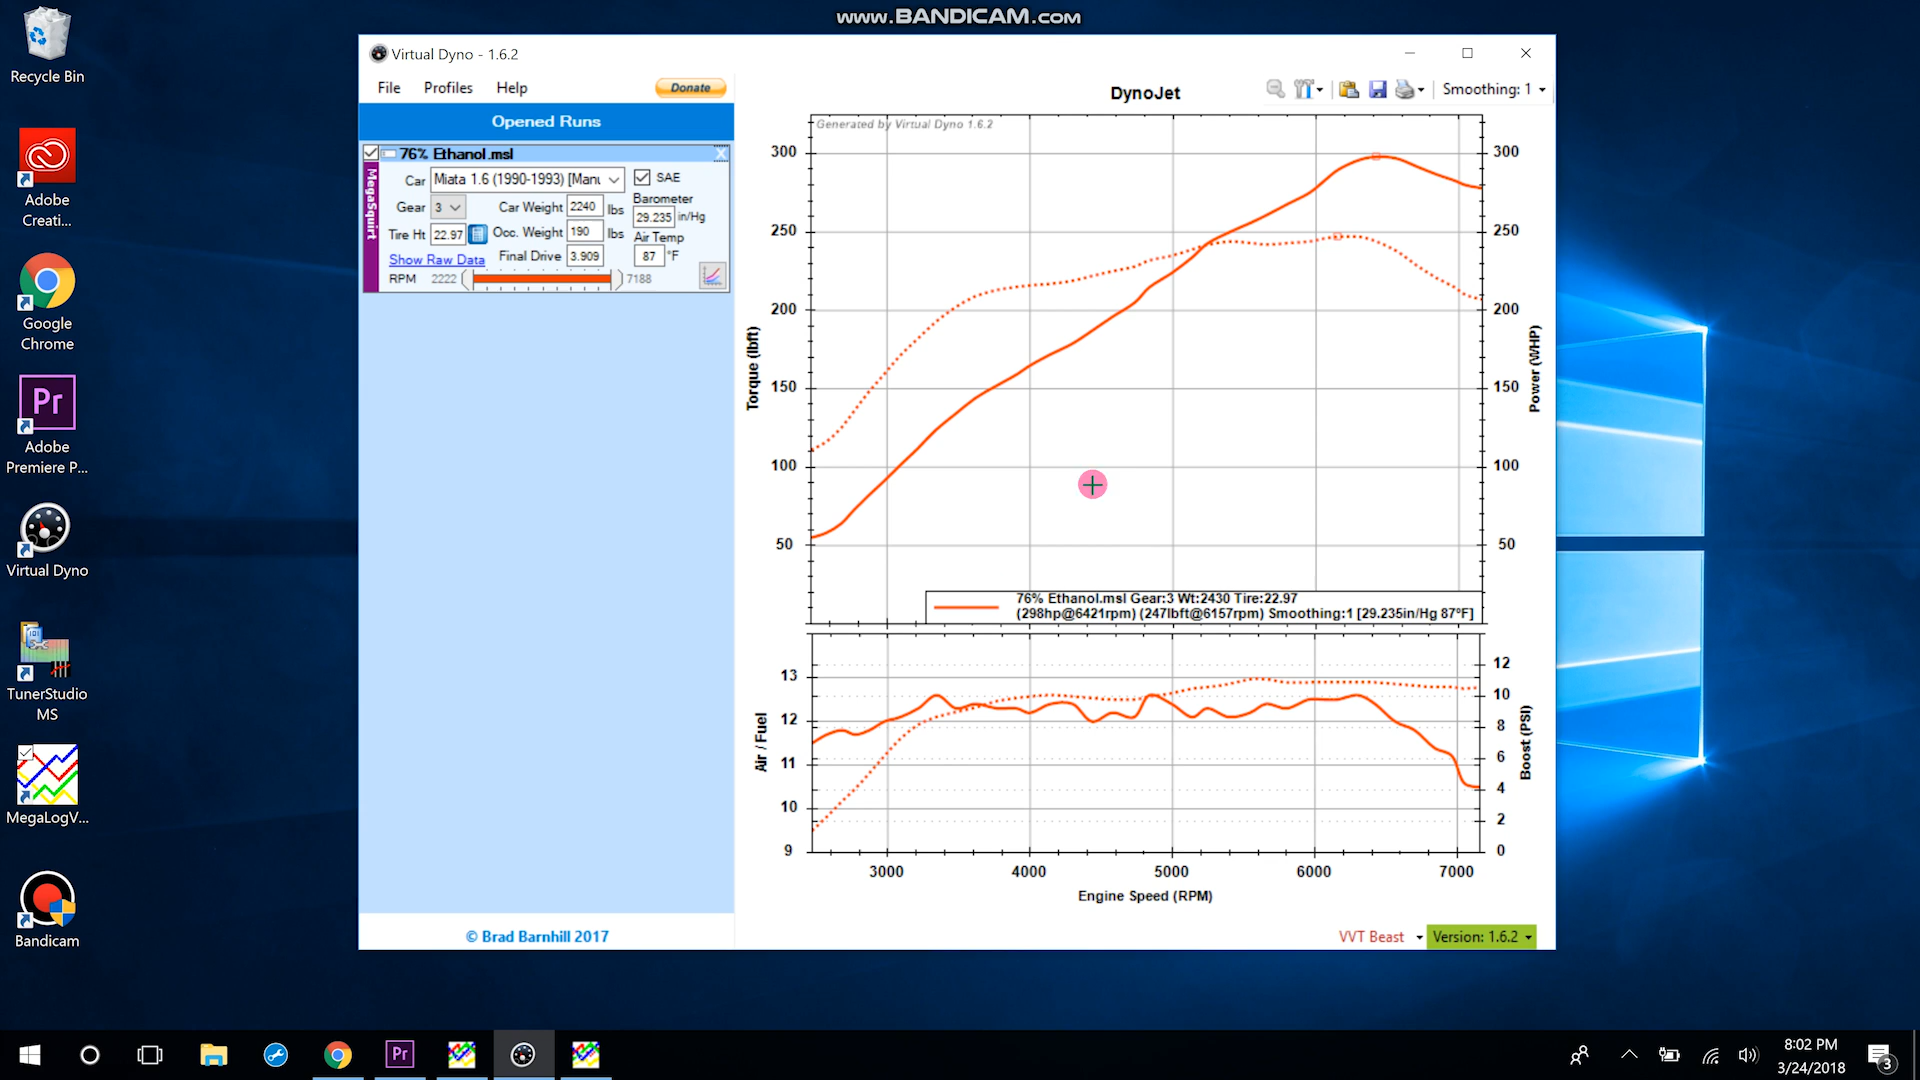 www.BANDICAM.com
Recycle Bin
Adobe
Creati...
Google
Chrome
Pr
Adobe
Premiere P...
Virtual Dyno
TunerStudio
MS
MegaLogV...
Bandicam
Virtual Dyno - 1.6.2
File Profiles Help Donate
Opened Runs
76% Ethanol.msl X
MegaSquirt
Car Miata 1.6 (1990-1993) [Manu SAE
Gear 3 Car Weight 2240 lbs Barometer
29.235 in/Hg
Tire Ht 22.97 Occ. Weight 190 lbs Air Temp
Show Raw Data Final Drive 3.909 87 °F
RPM 2222 7188
© Brad Barnhill 2017
DynoJet
Smoothing: 1
Generated by Virtual Dyno 1.6.2
300 300
250 250
200 200
150 150
100 100
50 50
Torque (lbft)
Power (WHP)
76% Ethanol.msl Gear:3 Wt:2430 Tire:22.97
(298hp@6421rpm) (247lbft@6157rpm) Smoothing:1 [29.235in/Hg 87°F]
13 12
12 10
11 8
10 6
9 4
2
0
Air / Fuel
Boost (PSI)
3000 4000 5000 6000 7000
Engine Speed (RPM)
VVT Beast Version: 1.6.2
Pr
8:02 PM
3/24/2018
3